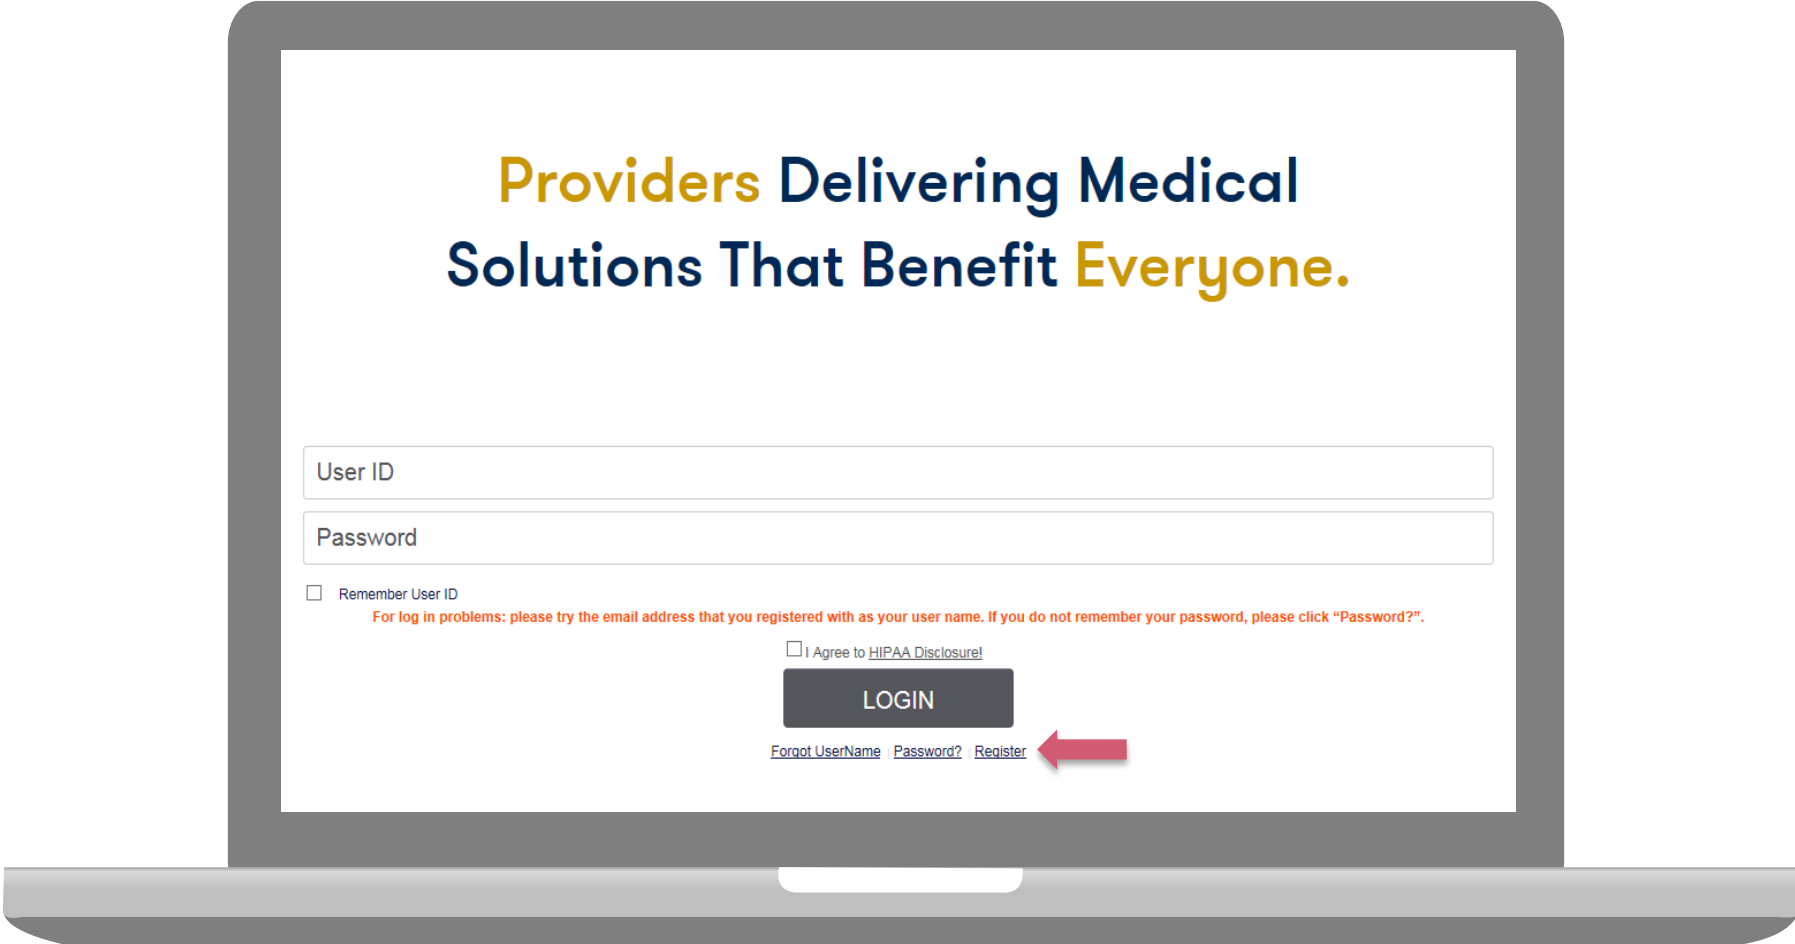 Providers Delivering Medical
Solutions That Benefit Everyone.
User ID
Password
Remember User ID
For log in problems: please try the email address that you registered with as your user name. If you do not remember your password, please click “Password?”.
I Agree to HIPAA Disclosure!
LOGIN
Forgot UserName | Password? | Register